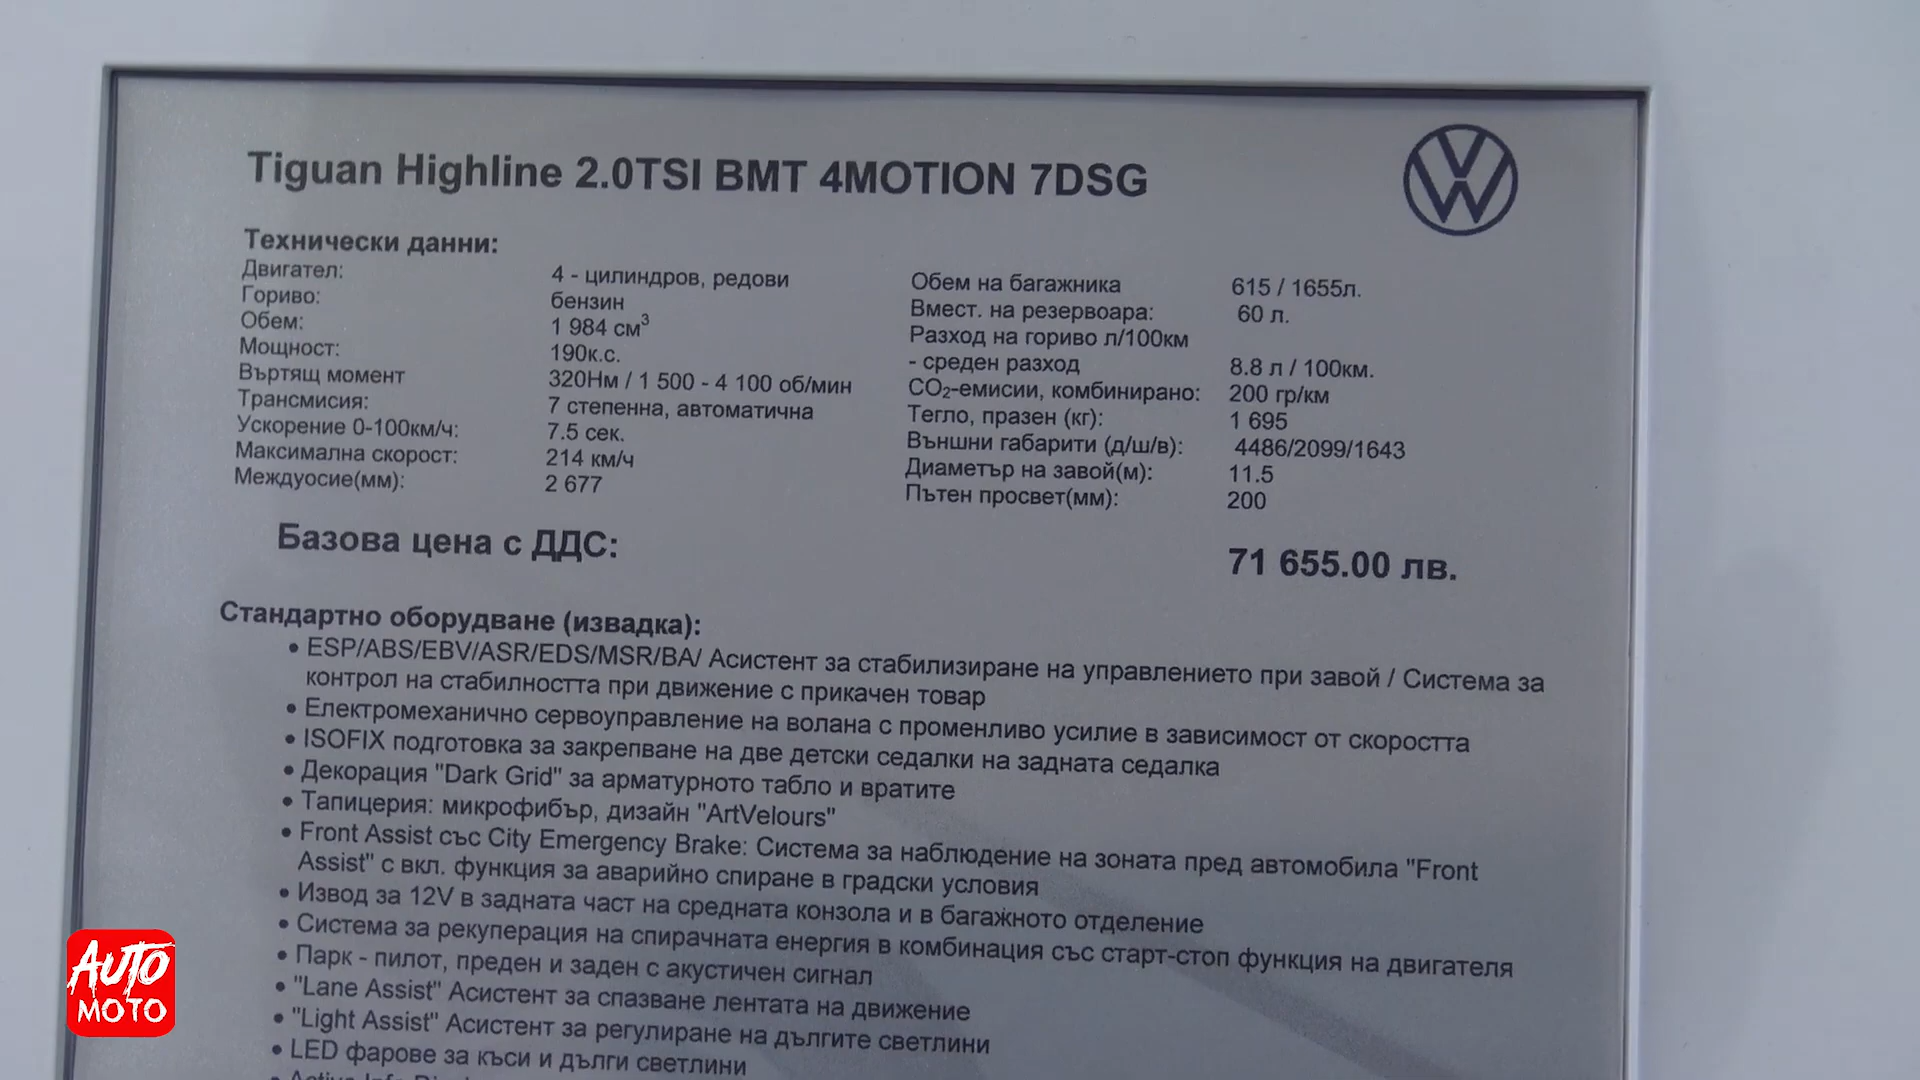 Tiguan Highline 2.0TSI BMT 4MOTION 7DSG
Технически данни:
Двигател: 4 - цилиндров, редови
Гориво: бензин
Обем: 1 984 см³
Мощност: 190к.с.
Въртящ момент 320Нм / 1 500 - 4 100 об/мин
Трансмисия: 7 степенна, автоматична
Ускорение 0-100км/ч: 7.5 сек.
Максимална скорост: 214 км/ч
Междуосие(мм): 2 677
Обем на багажника 615 / 1655л.
Вмест. на резервоара: 60 л.
Разход на гориво л/100км
- среден разход 8.8 л / 100км.
CO₂-емисии, комбинирано: 200 гр/км
Тегло, празен (кг): 1 695
Външни габарити (д/ш/в): 4486/2099/1643
Диаметър на завой(м): 11.5
Пътен просвет(мм): 200
Базова цена с ДДС: 71 655.00 лв.
Стандартно оборудване (извадка):
• ESP/ABS/EBV/ASR/EDS/MSR/BA/ Асистент за стабилизиране на управлението при завой / Система за
контрол на стабилността при движение с прикачен товар
• Електромеханично сервоуправление на волана с променливо усилие в зависимост от скоростта
• ISOFIX подготовка за закрепване на две детски седалки на задната седалка
• Декорация "Dark Grid" за арматурното табло и вратите
• Тапицерия: микрофибър, дизайн "ArtVelours"
• Front Assist със City Emergency Brake: Система за наблюдение на зоната пред автомобила "Front
Assist" с вкл. функция за аварийно спиране в градски условия
• Извод за 12V в задната част на средната конзола и в багажното отделение
• Система за рекуперация на спирачната енергия в комбинация със старт-стоп функция на двигателя
• Парк - пилот, преден и заден с акустичен сигнал
• "Lane Assist" Асистент за спазване лентата на движение
• "Light Assist" Асистент за регулиране на дългите светлини
• LED фарове за къси и дълги светлини
AUTO
МОТО